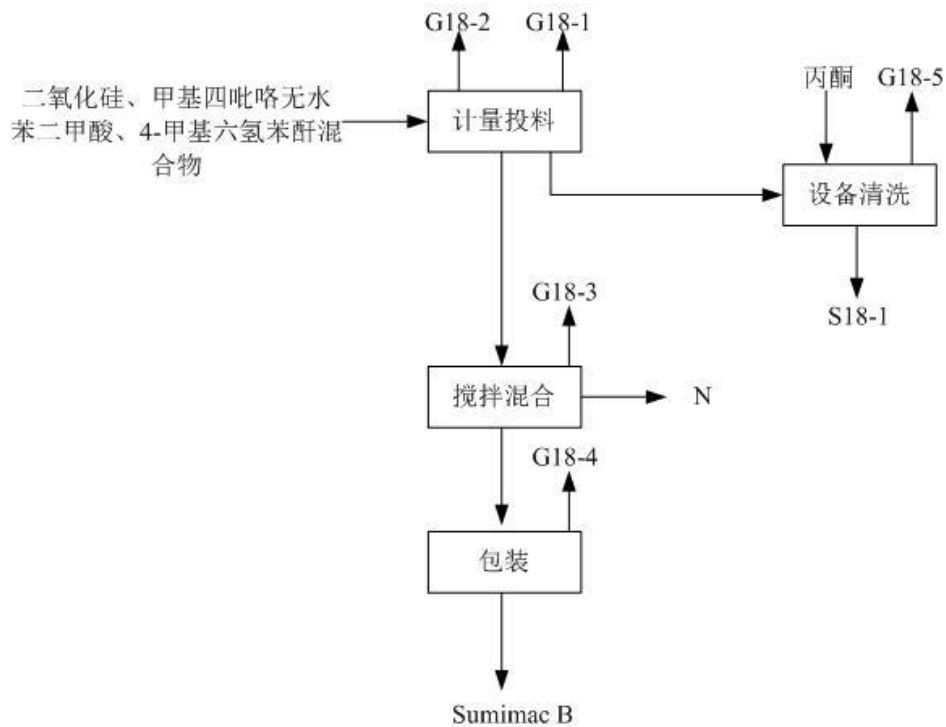 G18-2
G18-1
二氧化硅、甲基四吡咯无水
苯二甲酸、4-甲基六氢苯酐混
合物
计量投料
丙酮
G18-5
设备清洗
S18-1
G18-3
搅拌混合
N
G18-4
包装
Sumimac B